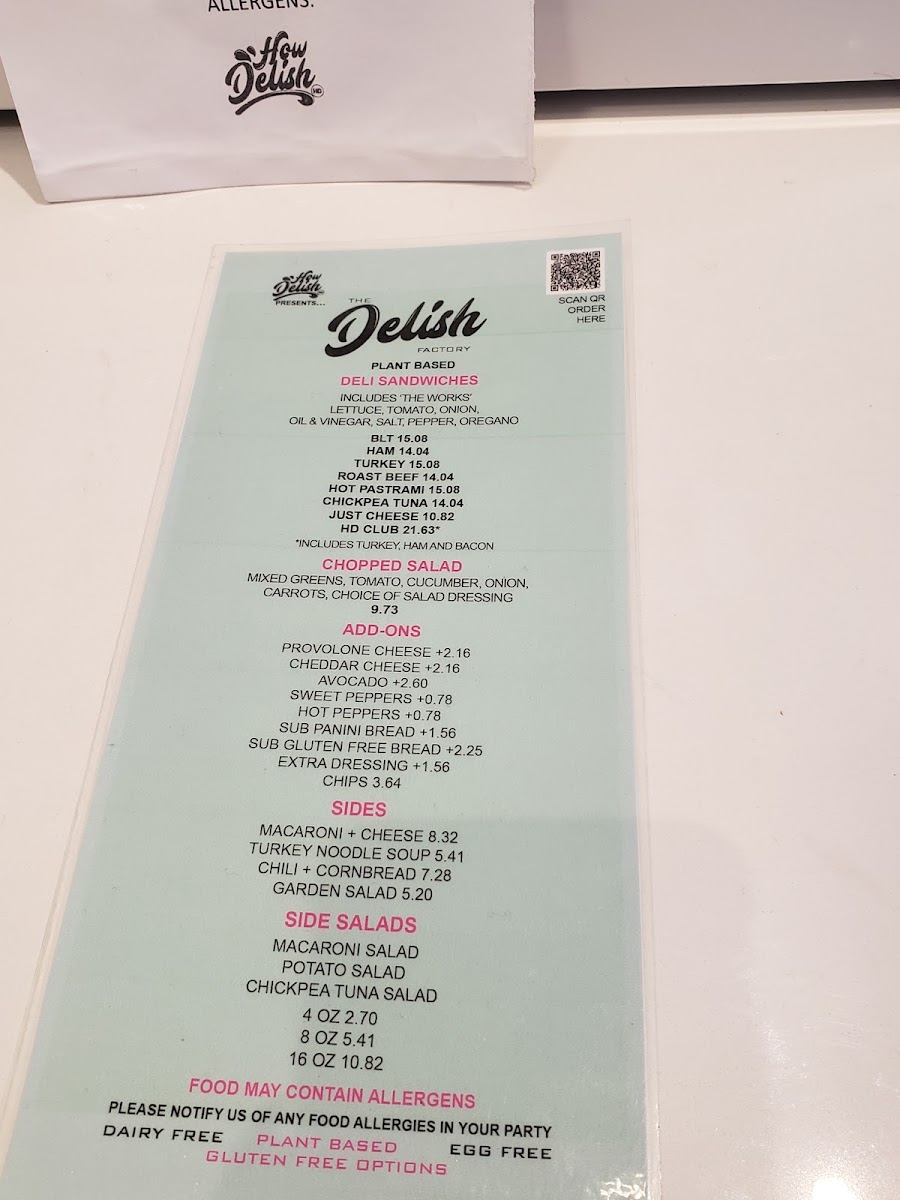 ALLERGENS.
How
Delish
HD
How
Delish
PRESENTS...
SCAN QR
ORDER
HERE
THE
Delish
FACTORY
PLANT BASED
DELI SANDWICHES
INCLUDES 'THE WORKS'
LETTUCE, TOMATO, ONION,
OIL & VINEGAR, SALT, PEPPER, OREGANO
BLT 15.08
HAM 14.04
TURKEY 15.08
ROAST BEEF 14.04
HOT PASTRAMI 15.08
CHICKPEA TUNA 14.04
JUST CHEESE 10.82
HD CLUB 21.63*
*INCLUDES TURKEY, HAM AND BACON
CHOPPED SALAD
MIXED GREENS, TOMATO, CUCUMBER, ONION,
CARROTS, CHOICE OF SALAD DRESSING
9.73
ADD-ONS
PROVOLONE CHEESE +2.16
CHEDDAR CHEESE +2.16
AVOCADO +2.60
SWEET PEPPERS +0.78
HOT PEPPERS +0.78
SUB PANINI BREAD +1.56
SUB GLUTEN FREE BREAD +2.25
EXTRA DRESSING +1.56
CHIPS 3.64
SIDES
MACARONI + CHEESE 8.32
TURKEY NOODLE SOUP 5.41
CHILI + CORNBREAD 7.28
GARDEN SALAD 5.20
SIDE SALADS
MACARONI SALAD
POTATO SALAD
CHICKPEA TUNA SALAD
4 OZ 2.70
8 OZ 5.41
16 OZ 10.82
FOOD MAY CONTAIN ALLERGENS
PLEASE NOTIFY US OF ANY FOOD ALLERGIES IN YOUR PARTY
DAIRY FREE PLANT BASED EGG FREE
GLUTEN FREE OPTIONS